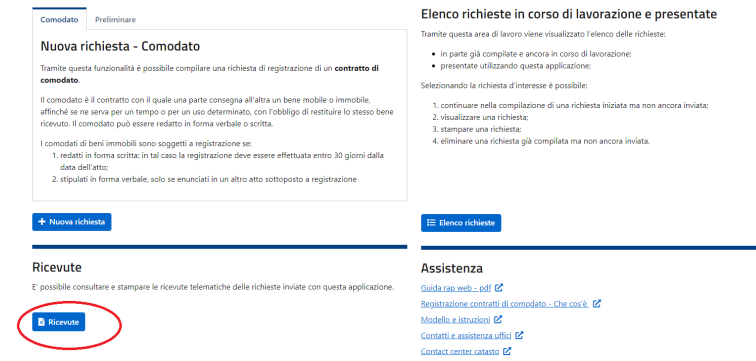 Comodato
Preliminare
Nuova richiesta - Comodato
Tramite questa funzionalità è possibile compilare una richiesta di registrazione di un contratto di
comodato.
Il comodato è il contratto con il quale una parte consegna all'altra un bene mobile o immobile,
affinché se ne serva per un tempo o per un uso determinato, con l'obbligo di restituire lo stesso bene
ricevuto. Il comodato può essere redatto in forma verbale o scritta.
I comodati di beni immobili sono soggetti a registrazione se:
1. redatti in forma scritta: in tal caso la registrazione deve essere effettuata entro 30 giorni dalla
data dell'atto;
2. stipulati in forma verbale, solo se enunciati in un altro atto sottoposto a registrazione
+ Nuova richiesta
Elenco richieste in corso di lavorazione e presentate
Tramite questa area di lavoro viene visualizzato l'elenco delle richieste:
• in parte già compilate e ancora in corso di lavorazione;
• presentate utilizzando questa applicazione;
Selezionando la richiesta d'interesse è possibile:
1. continuare nella compilazione di una richiesta iniziata ma non ancora inviata;
2. visualizzare una richiesta;
3. stampare una richiesta;
4. eliminare una richiesta già compilata ma non ancora inviata.
Elenco richieste
Ricevute
E' possibile consultare e stampare le ricevute telematiche delle richieste inviate con questa applicazione.
Ricevute
Assistenza
Guida rap web - pdf
Registrazione contratti di comodato - Che cos'è
Modello e istruzioni
Contatti e assistenza uffici
Contact center catasto